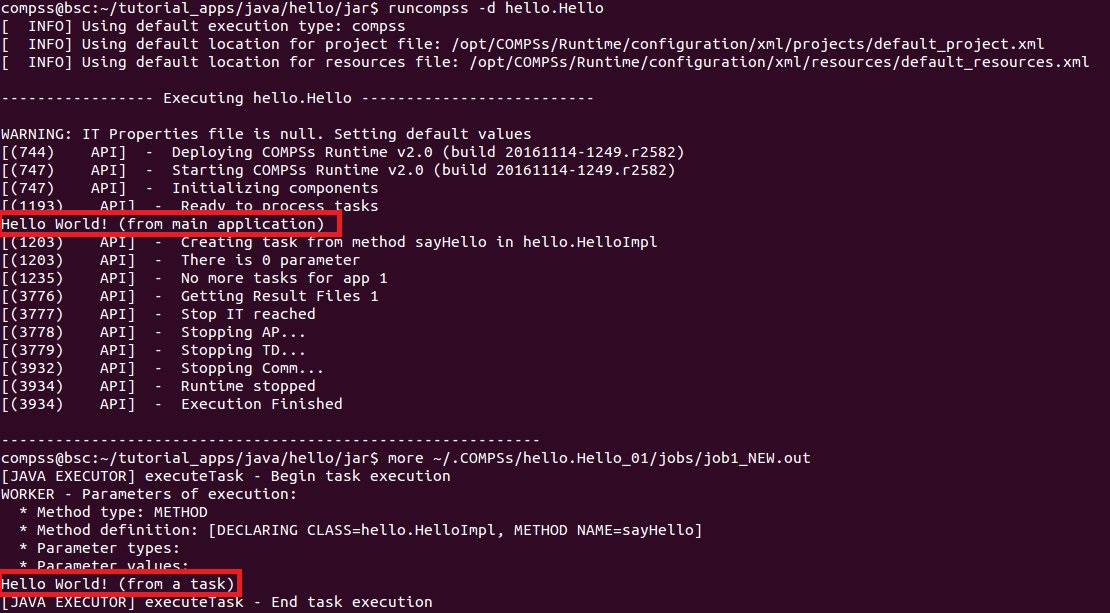 compss@bsc:~/tutorial_apps/java/hello/jar$ runcompss -d hello.Hello
[  INFO] Using default execution type: compss
[  INFO] Using default location for project file: /opt/COMPSs/Runtime/configuration/xml/projects/default_project.xml
[  INFO] Using default location for resources file: /opt/COMPSs/Runtime/configuration/xml/resources/default_resources.xml
----------------- Executing hello.Hello --------------------------
WARNING: IT Properties file is null. Setting default values
[(744)    API]  -  Deploying COMPSs Runtime v2.0 (build 20161114-1249.r2582)
[(747)    API]  -  Starting COMPSs Runtime v2.0 (build 20161114-1249.r2582)
[(747)    API]  -  Initializing components
[(1193)    API]  -  Ready to process tasks
Hello World! (from main application)
[(1203)    API]  -  Creating task from method sayHello in hello.HelloImpl
[(1203)    API]  -  There is 0 parameter
[(1235)    API]  -  No more tasks for app 1
[(3776)    API]  -  Getting Result Files 1
[(3777)    API]  -  Stop IT reached
[(3778)    API]  -  Stopping AP...
[(3779)    API]  -  Stopping TD...
[(3932)    API]  -  Stopping Comm...
[(3934)    API]  -  Runtime stopped
[(3934)    API]  -  Execution Finished
------------------------------------------------------------
compss@bsc:~/tutorial_apps/java/hello/jar$ more ~/.COMPSs/hello.Hello_01/jobs/job1_NEW.out
[JAVA EXECUTOR] executeTask - Begin task execution
WORKER - Parameters of execution:
  * Method type: METHOD
  * Method definition: [DECLARING CLASS=hello.HelloImpl, METHOD NAME=sayHello]
  * Parameter types:
  * Parameter values:
Hello World! (from a task)
[JAVA EXECUTOR] executeTask - End task execution